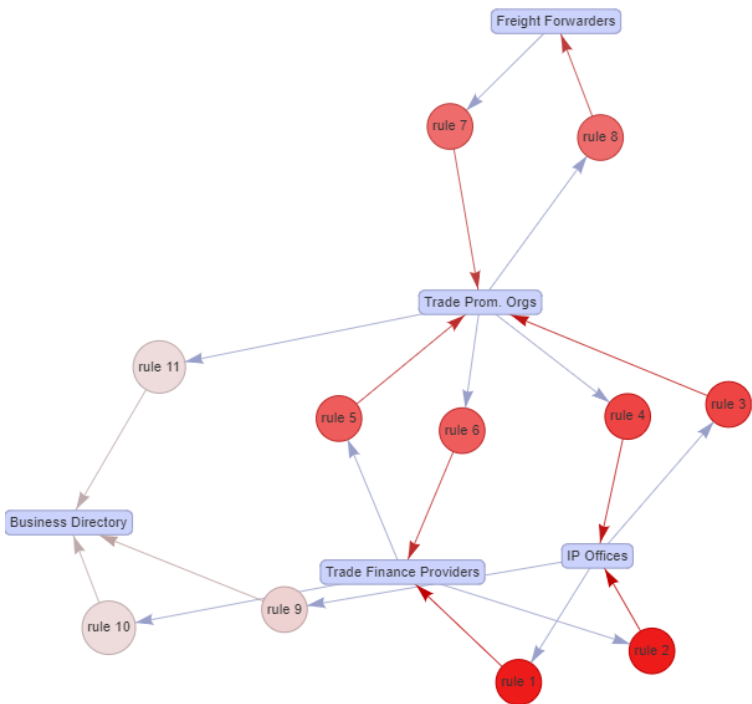 Freight Forwarders
rule 7
rule 8
Trade Prom. Orgs
rule 11
rule 3
rule 5
rule 4
rule 6
Business Directory
IP Offices
Trade Finance Providers
rule 9
rule 10
rule 2
rule 1